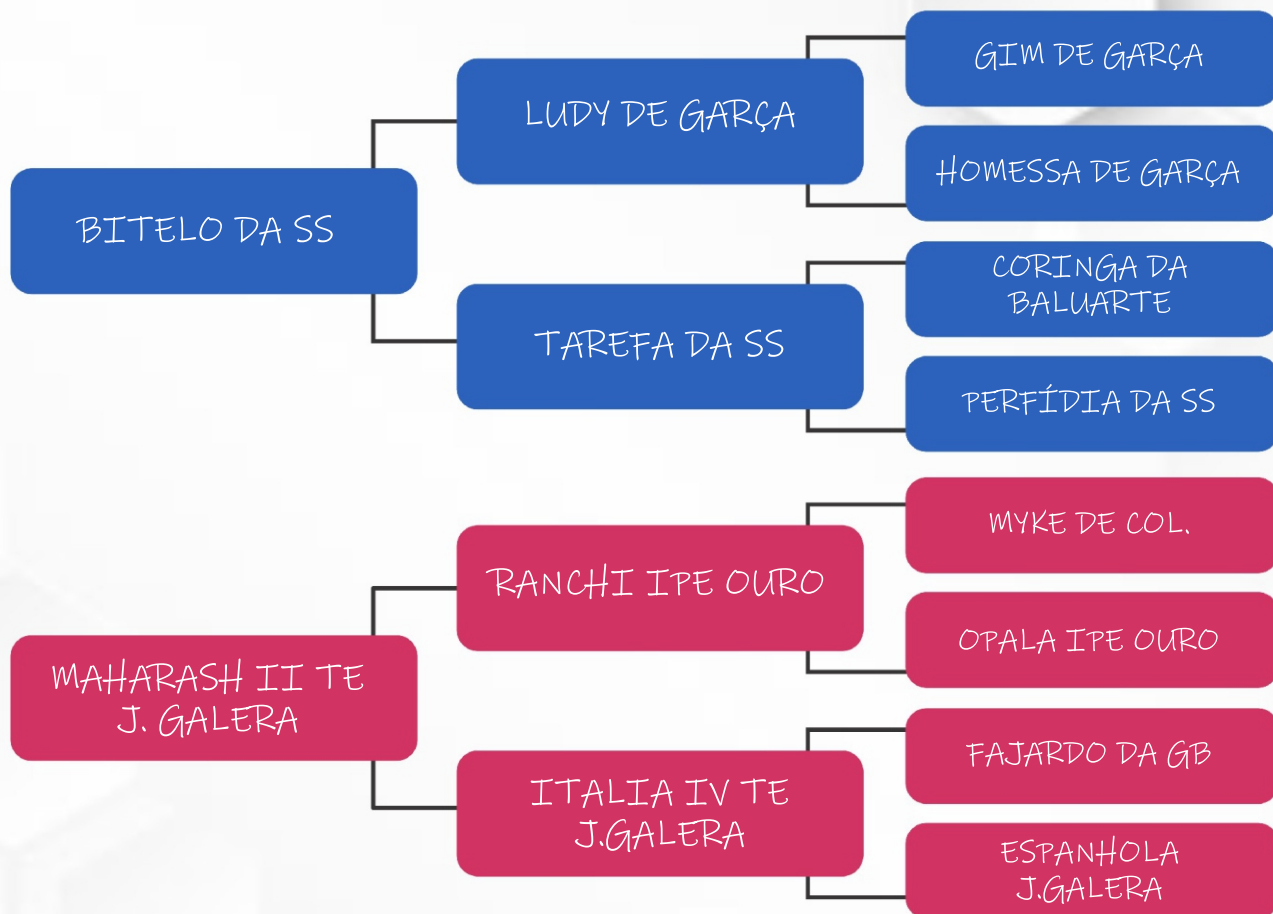 GIM DE GARÇA
LUDY DE GARÇA
HOMESSA DE GARÇA
BITELO DA SS
CORINGA DA
BALUARTE
TAREFA DA SS
PERFÍDIA DA SS
MYKE DE COL.
RANCHI IPE OURO
OPALA IPE OURO
MAHARASH II TE
J. GALERA
FAJARDO DA GB
ITALIA IV TE
J.GALERA
ESPANHOLA
J.GALERA